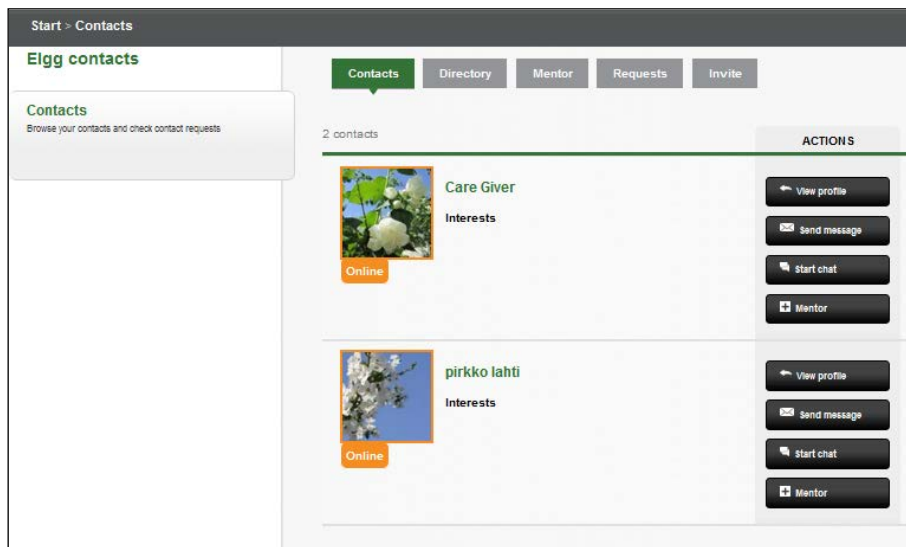 Start > Contacts
Elgg contacts
Contacts
Browse your contacts and check contact requests
Contacts Directory Mentor Requests Invite
2 contacts
ACTIONS
Care Giver
Interests
Online
View profile
Send message
Start chat
Mentor
pirkko lahti
Interests
Online
View profile
Send message
Start chat
Mentor